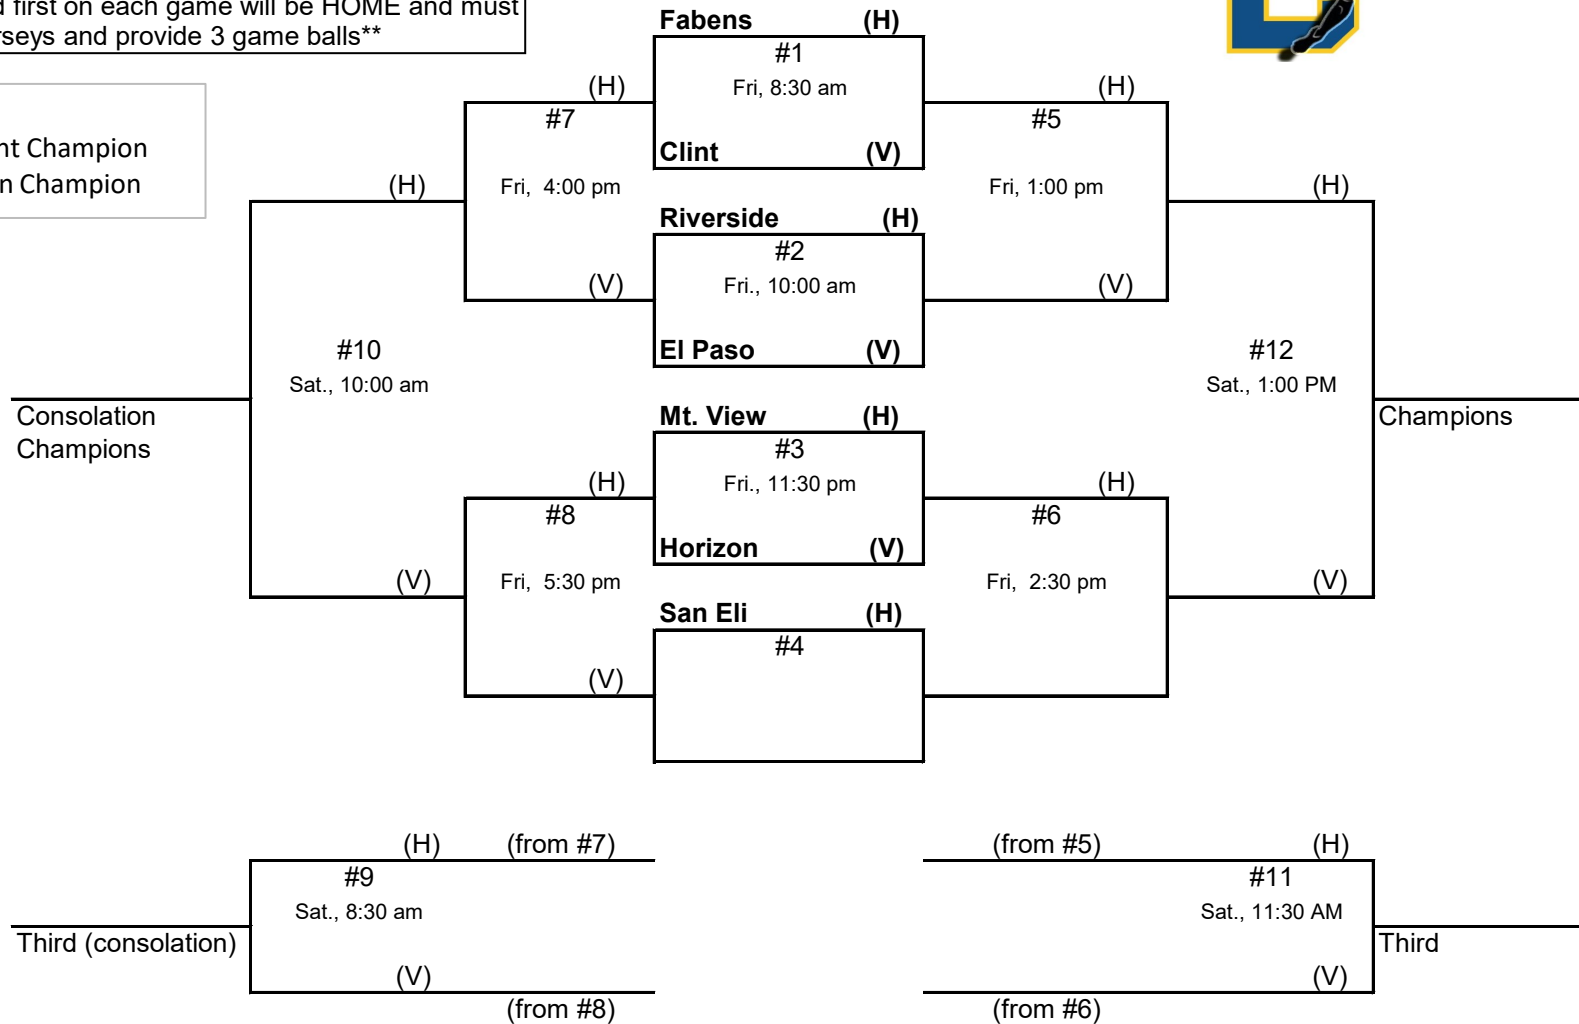 first on each game will be HOME and must
and provide 3 game balls**
Champion
Champion
Fabens (H)
#1
Fri, 8:30 am
Clint (V)
(H)
#7
Fri, 4:00 pm
(V)
(H)
#5
Fri, 1:00 pm
(V)
Riverside (H)
#2
Fri., 10:00 am
El Paso (V)
(H)
#10
Sat., 10:00 am
(V)
Consolation
Champions
(H)
#12
Sat., 1:00 PM
(V)
Champions
Mt. View (H)
#3
Fri., 11:30 pm
Horizon (V)
(H)
#8
Fri, 5:30 pm
(V)
(H)
#6
Fri, 2:30 pm
San Eli (H)
#4
(H) (from #7)
#9
Sat., 8:30 am
Third (consolation)
(V)
(from #8)
(from #5) (H)
#11
Sat., 11:30 AM
Third
(V)
(from #6)